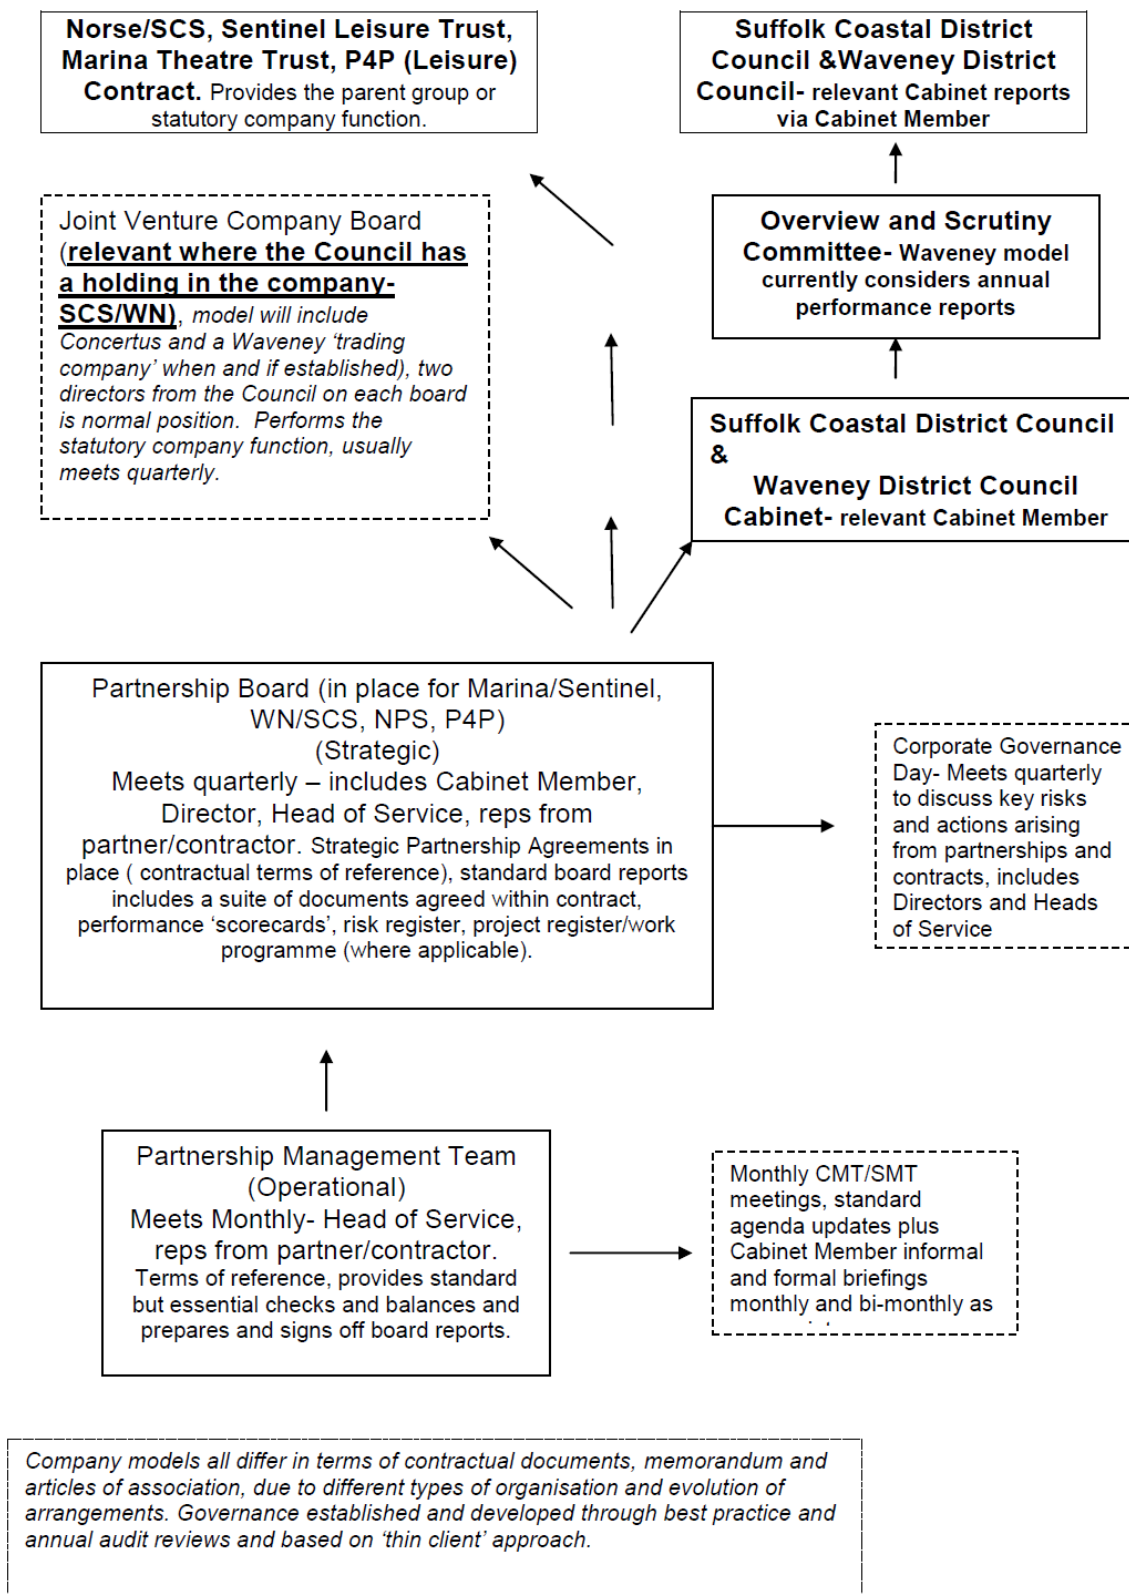 Norse/SCS, Sentinel Leisure Trust,
Marina Theatre Trust, P4P (Leisure)
Contract. Provides the parent group or
statutory company function.
Suffolk Coastal District
Council &Waveney District
Council- relevant Cabinet reports
via Cabinet Member
Joint Venture Company Board
(relevant where the Council has
a holding in the company-
SCS/WN), model will include
Concertus and a Waveney ‘trading
company’ when and if established), two
directors from the Council on each board
is normal position.  Performs the
statutory company function, usually
meets quarterly.
Overview and Scrutiny
Committee- Waveney model
currently considers annual
performance reports
Suffolk Coastal District Council
&
Waveney District Council
Cabinet- relevant Cabinet Member
Partnership Board (in place for Marina/Sentinel,
WN/SCS, NPS, P4P)
(Strategic)
Meets quarterly – includes Cabinet Member,
Director, Head of Service, reps from
partner/contractor. Strategic Partnership Agreements in
place ( contractual terms of reference), standard board reports
includes a suite of documents agreed within contract,
performance ‘scorecards’, risk register, project register/work
programme (where applicable).
Corporate Governance
Day- Meets quarterly
to discuss key risks
and actions arising
from partnerships and
contracts, includes
Directors and Heads
of Service
Partnership Management Team
(Operational)
Meets Monthly- Head of Service,
reps from partner/contractor.
Terms of reference, provides standard
but essential checks and balances and
prepares and signs off board reports.
Monthly CMT/SMT
meetings, standard
agenda updates plus
Cabinet Member informal
and formal briefings
monthly and bi-monthly as
Company models all differ in terms of contractual documents, memorandum and
articles of association, due to different types of organisation and evolution of
arrangements. Governance established and developed through best practice and
annual audit reviews and based on ‘thin client’ approach.